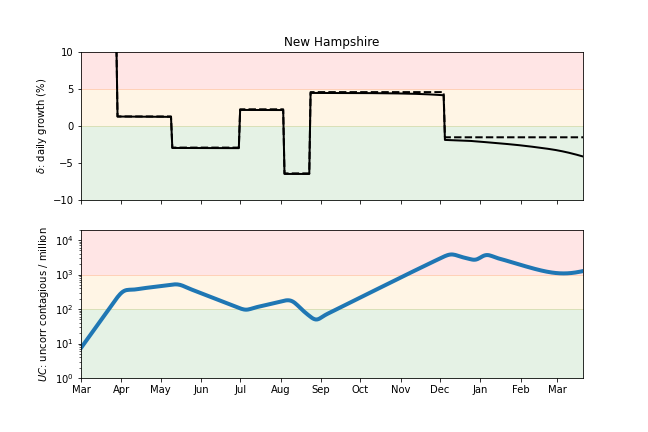 New Hampshire
δ: daily growth (%)
10
5
0
−5
−10
UC: uncorr contagious / million
10⁴
10³
10²
10¹
10⁰
Mar Apr May Jun Jul Aug Sep Oct Nov Dec Jan Feb Mar